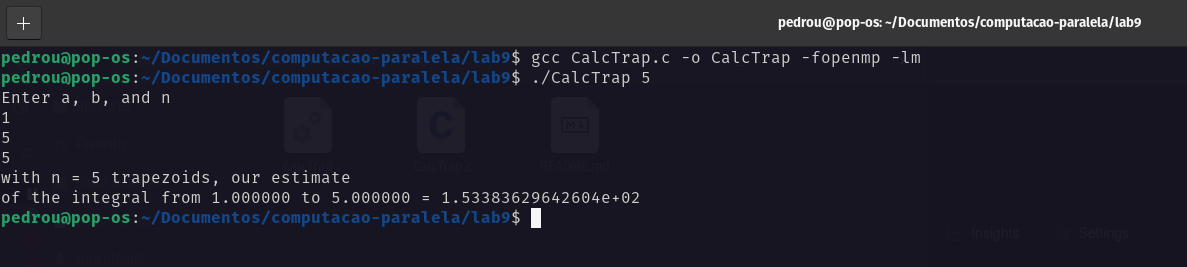 pedrou@pop-os: ~/Documentos/computacao-paralela/lab9
pedrou@pop-os:~/Documentos/computacao-paralela/lab9$ gcc CalcTrap.c -o CalcTrap -fopenmp -lm
pedrou@pop-os:~/Documentos/computacao-paralela/lab9$ ./CalcTrap 5
Enter a, b, and n
1
5
5
with n = 5 trapezoids, our estimate
of the integral from 1.000000 to 5.000000 = 1.53383629642604e+02
pedrou@pop-os:~/Documentos/computacao-paralela/lab9$
Insights
Settings